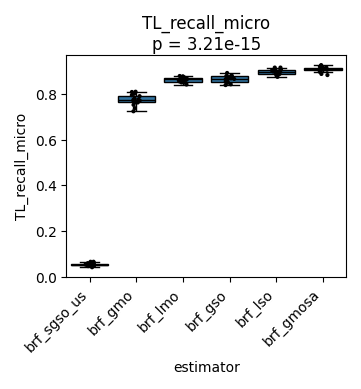 TL_recall_micro
p = 3.21e-15
TL_recall_micro
0.8
0.6
0.4
0.2
0.0
brf_sgso_us
brf_gmo
brf_lmo
brf_gso
brf_lso
brf_gmosa
estimator